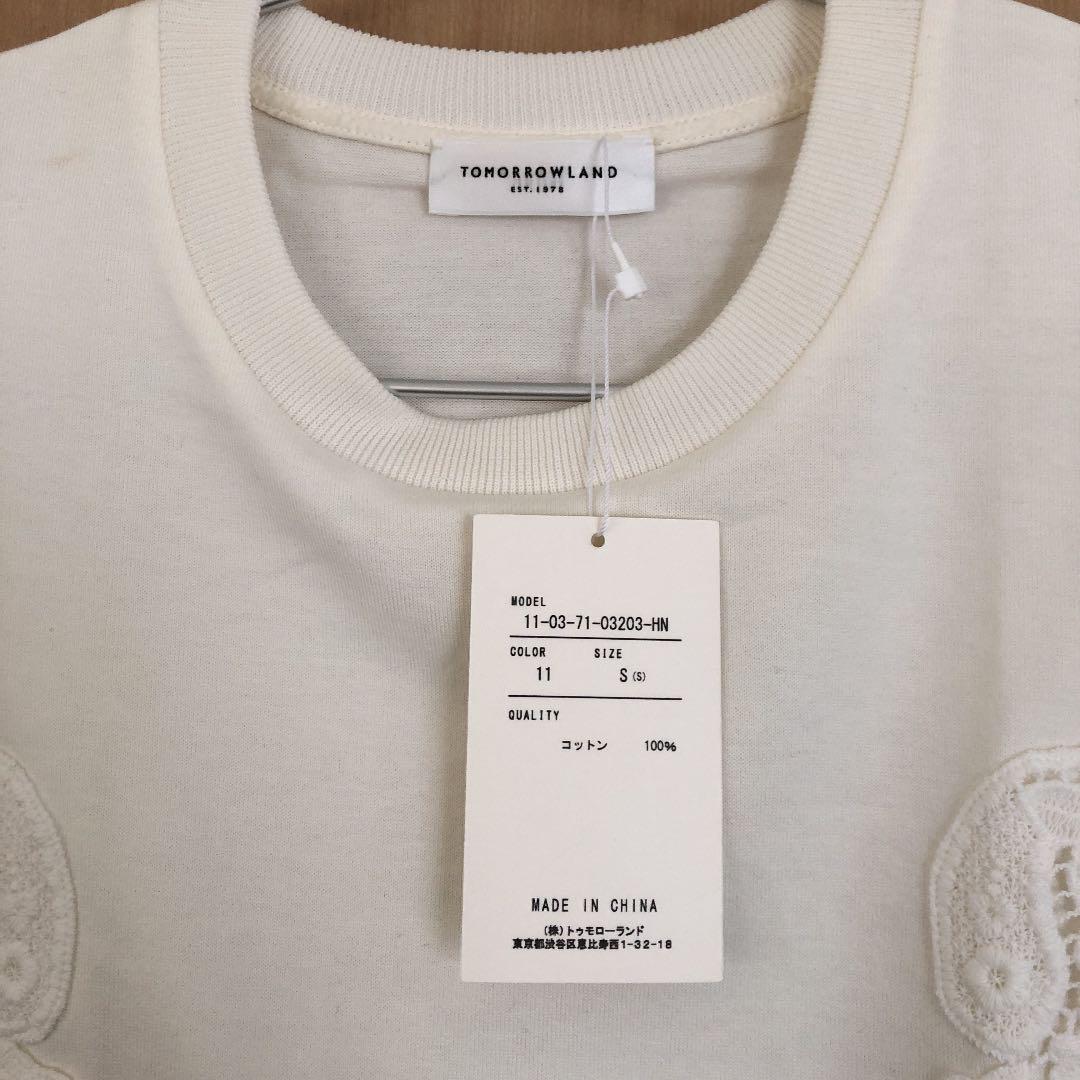 TOMORROWLAND
EST. 1978
MODEL
11-03-71-03203-HN
COLOR SIZE
11 S (S)
QUALITY
コットン 100%
MADE IN CHINA
(株)トゥモローランド
東京都渋谷区恵比寿西1-32-18